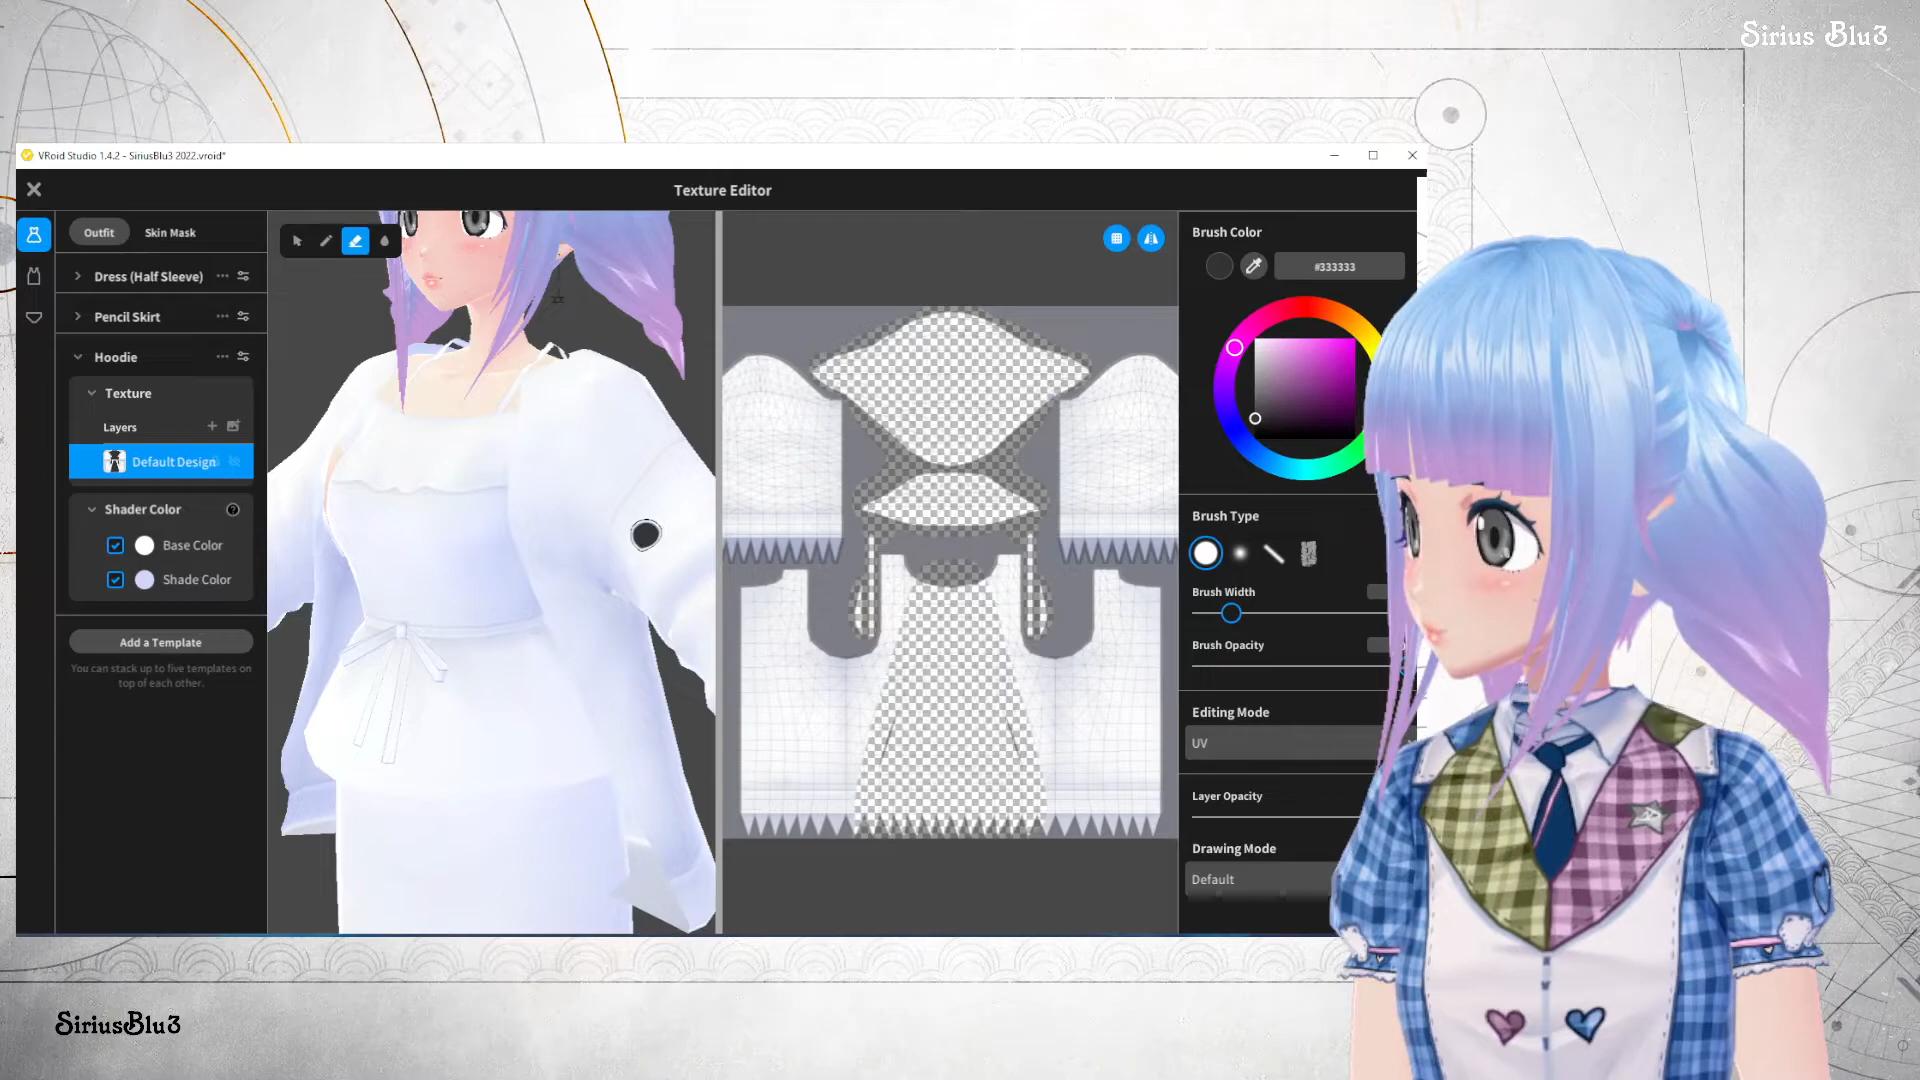 Sirius Blu3
VRoid Studio 1.4.2 - SiriusBlu3 2022.vroid*
Texture Editor
Outfit
Skin Mask
Dress (Half Sleeve)
Pencil Skirt
Hoodie
Texture
Layers
Default Design
Shader Color
Base Color
Shade Color
Add a Template
You can stack up to five templates on
top of each other.
Brush Color
#333333
Brush Type
Brush Width
Brush Opacity
Editing Mode
UV
Layer Opacity
Drawing Mode
Default
SiriusBlu3